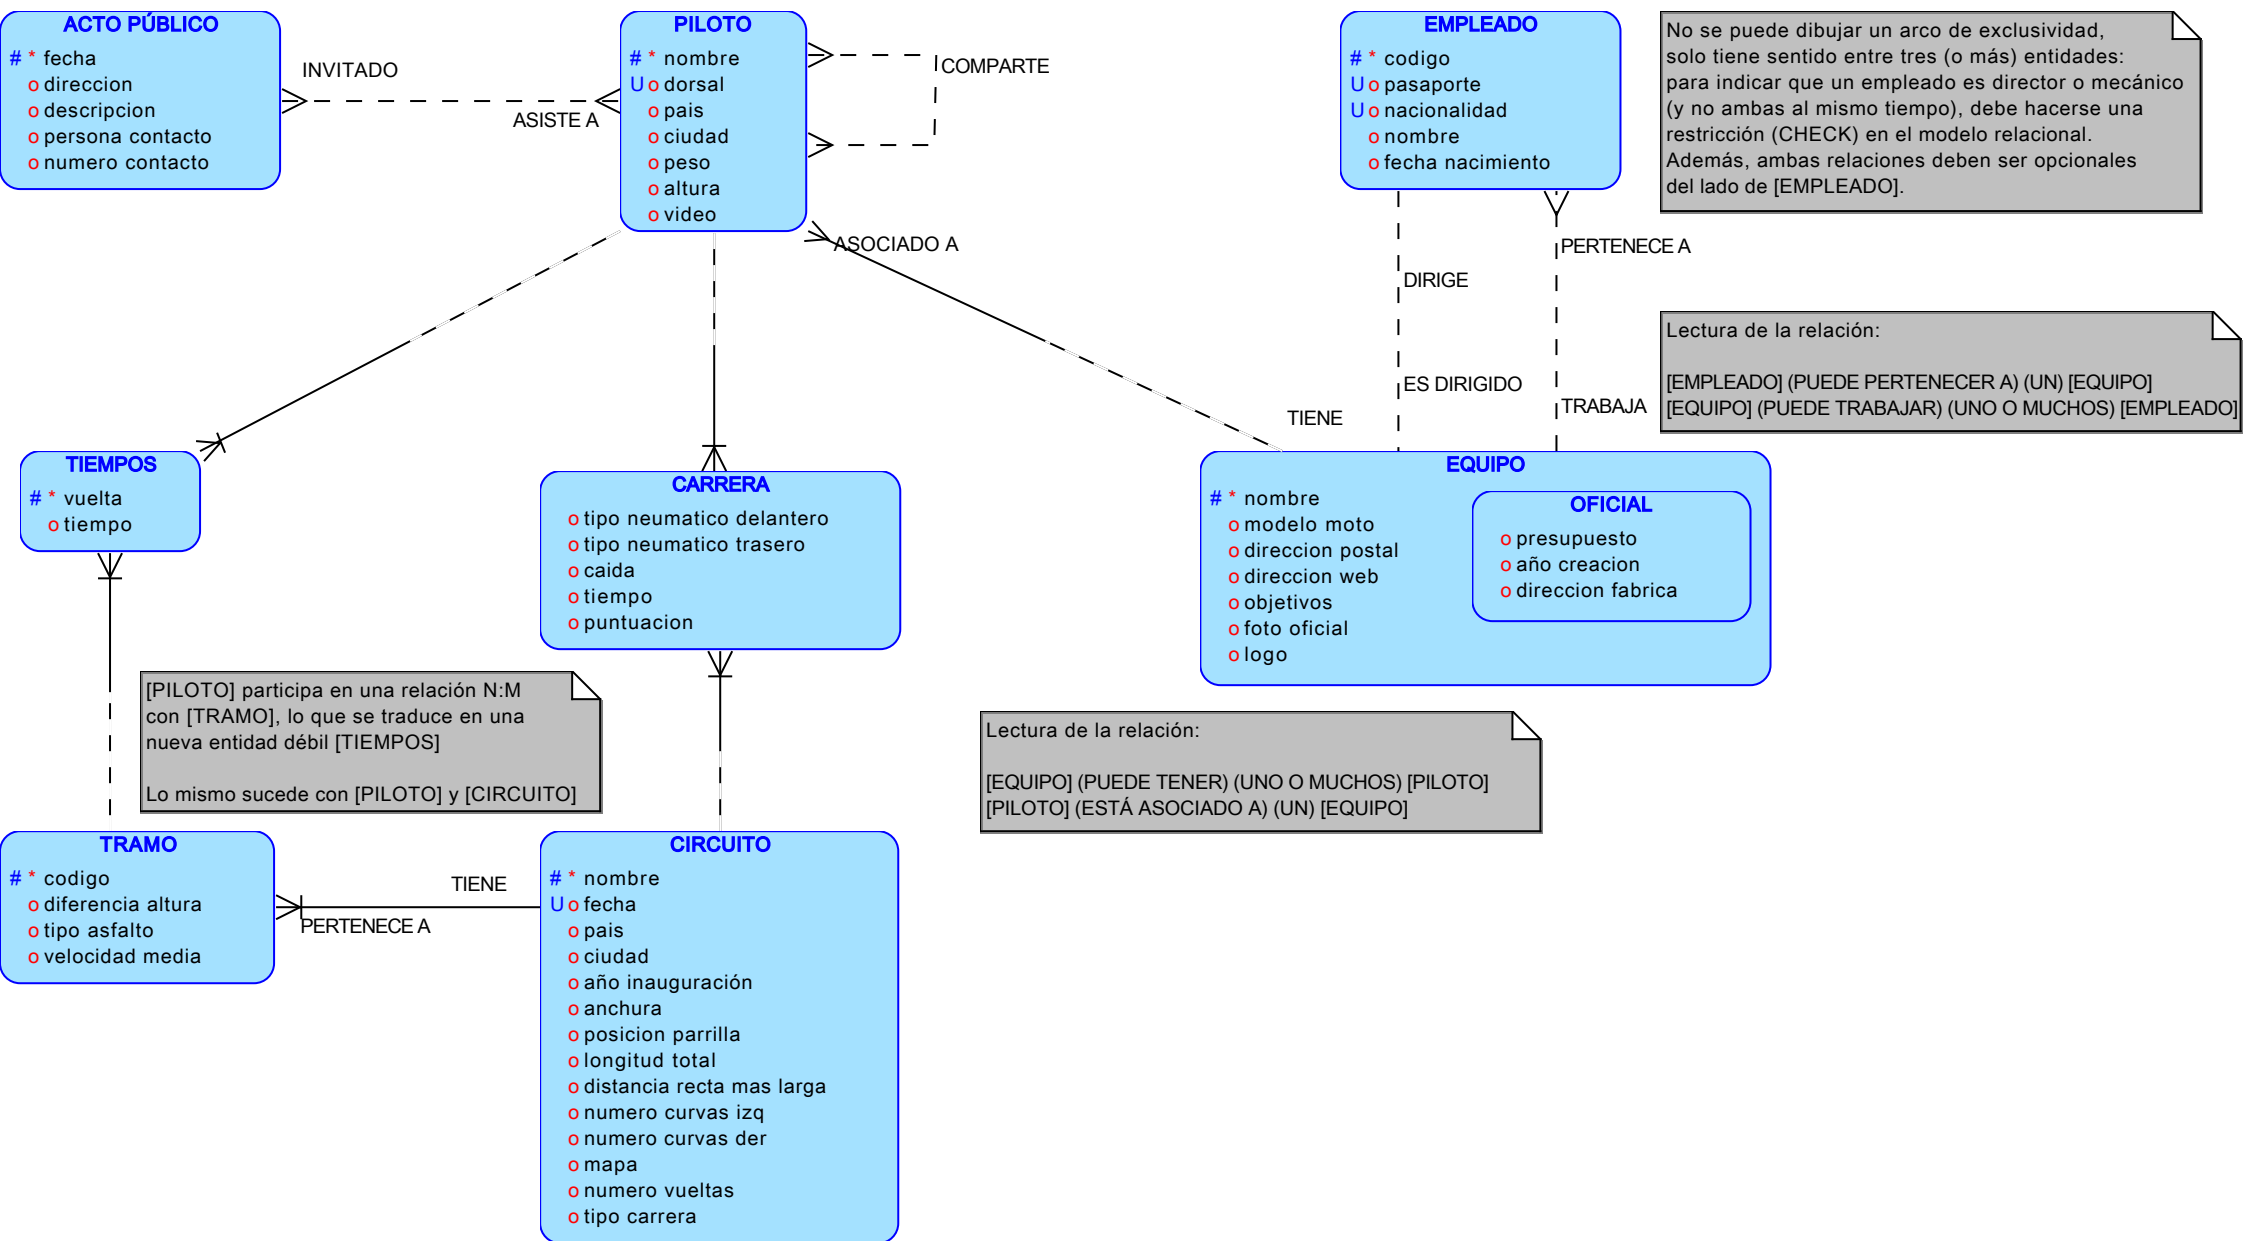 ACTO PÚBLICO
# * fecha
o direccion
o descripcion
o persona contacto
o numero contacto
INVITADO
ASISTE A
PILOTO
# * nombre
U o dorsal
o pais
o ciudad
o peso
o altura
o video
COMPARTE
ASOCIADO A
EMPLEADO
# * codigo
U o pasaporte
U o nacionalidad
o nombre
o fecha nacimiento
No se puede dibujar un arco de exclusividad,
solo tiene sentido entre tres (o más) entidades:
para indicar que un empleado es director o mecánico
(y no ambas al mismo tiempo), debe hacerse una
restricción (CHECK) en el modelo relacional.
Además, ambas relaciones deben ser opcionales
del lado de [EMPLEADO].
PERTENECE A
DIRIGE
ES DIRIGIDO
TRABAJA
TIENE
Lectura de la relación:
[EMPLEADO] (PUEDE PERTENECER A) (UN) [EQUIPO]
[EQUIPO] (PUEDE TRABAJAR) (UNO O MUCHOS) [EMPLEADO]
TIEMPOS
# * vuelta
o tiempo
CARRERA
o tipo neumatico delantero
o tipo neumatico trasero
o caida
o tiempo
o puntuacion
EQUIPO
# * nombre
o modelo moto
o direccion postal
o direccion web
o objetivos
o foto oficial
o logo
OFICIAL
o presupuesto
o año creacion
o direccion fabrica
[PILOTO] participa en una relación N:M
con [TRAMO], lo que se traduce en una
nueva entidad débil [TIEMPOS]
Lo mismo sucede con [PILOTO] y [CIRCUITO]
Lectura de la relación:
[EQUIPO] (PUEDE TENER) (UNO O MUCHOS) [PILOTO]
[PILOTO] (ESTÁ ASOCIADO A) (UN) [EQUIPO]
TRAMO
# * codigo
o diferencia altura
o tipo asfalto
o velocidad media
TIENE
PERTENECE A
CIRCUITO
# * nombre
U o fecha
o pais
o ciudad
o año inauguración
o anchura
o posicion parrilla
o longitud total
o distancia recta mas larga
o numero curvas izq
o numero curvas der
o mapa
o numero vueltas
o tipo carrera